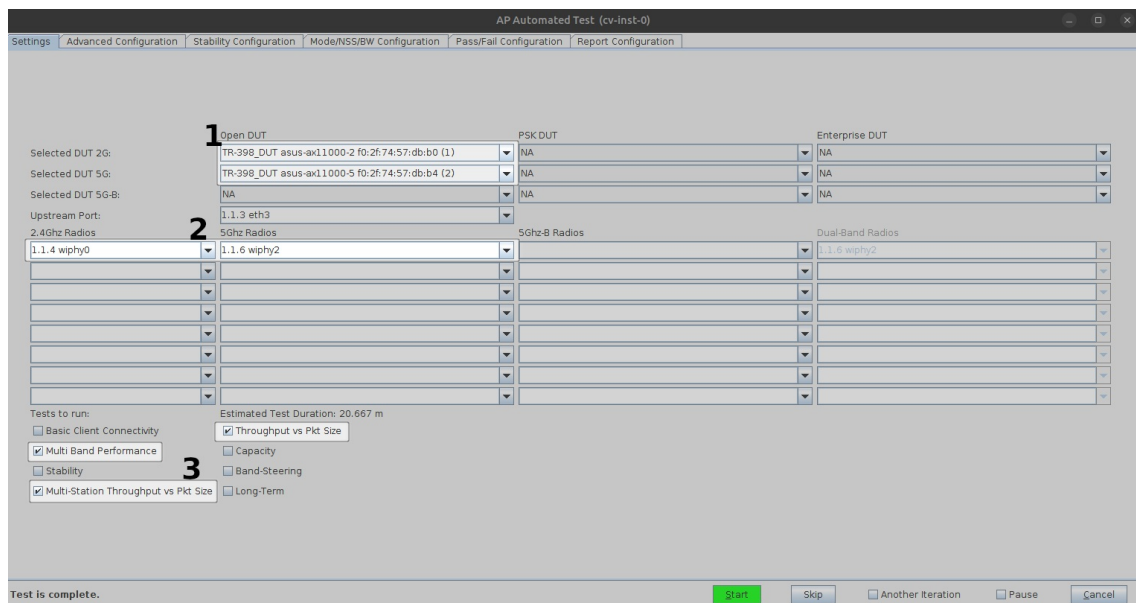 AP Automated Test (cv-inst-0)
Settings Advanced Configuration Stability Configuration Mode/NSS/BW Configuration Pass/Fail Configuration Report Configuration
1 Open DUT PSK DUT Enterprise DUT
Selected DUT 2G: TR-398_DUT asus-ax11000-2 f0:2f:74:57:db:b0 (1) NA NA
Selected DUT 5G: TR-398_DUT asus-ax11000-5 f0:2f:74:57:db:b4 (2) NA NA
Selected DUT 5G-B: NA NA NA
Upstream Port: 1.1.3 eth3
2.4Ghz Radios 2 5Ghz Radios 5Ghz-B Radios Dual-Band Radios
1.1.4 wiphy0 1.1.6 wiphy2 1.1.6 wiphy2
Tests to run: Estimated Test Duration: 20.667 m
Basic Client Connectivity Throughput vs Pkt Size
Multi Band Performance Capacity
Stability 3 Band-Steering
Multi-Station Throughput vs Pkt Size Long-Term
Test is complete. Start Skip Another Iteration Pause Cancel